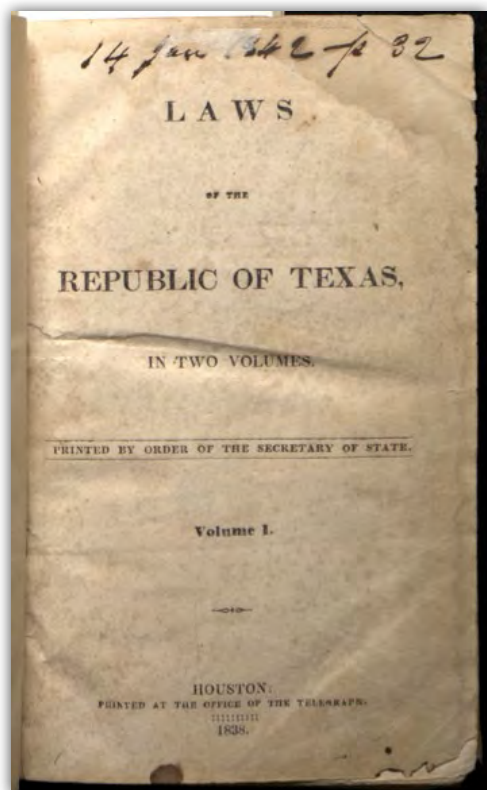 14 Jan 1842 - p 32
LAWS
OF THE
REPUBLIC OF TEXAS,
IN TWO VOLUMES.
PRINTED BY ORDER OF THE SECRETARY OF STATE.
Volume I.
HOUSTON:
PRINTED AT THE OFFICE OF THE TELEGRAPH.
1838.